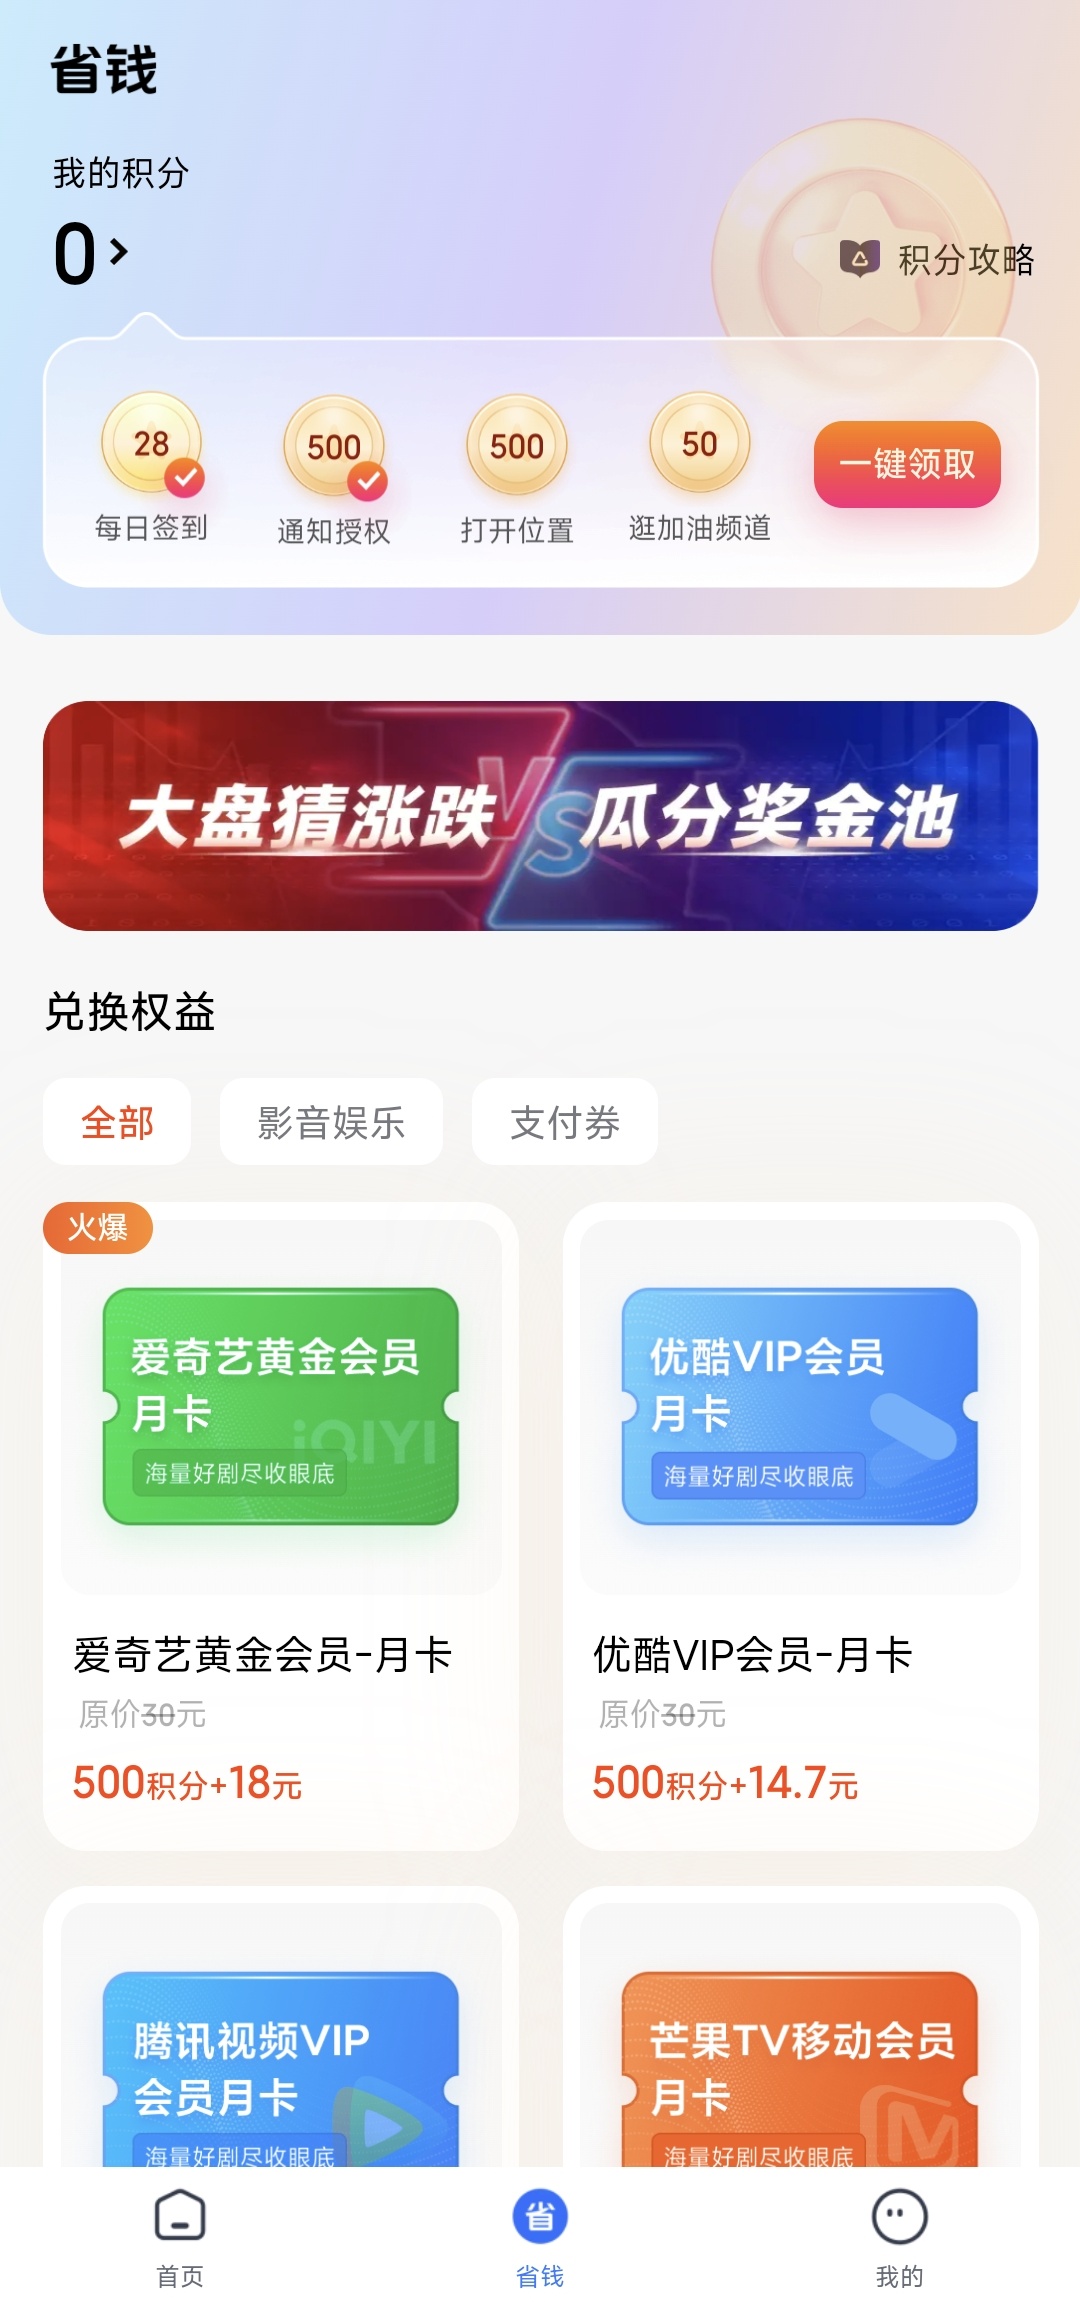 省钱
我的积分
0
积分攻略
28
500
500
50
一键领取
每日签到
通知授权
打开位置
逛加油频道
大盘猜涨跌 VS 瓜分奖金池
兑换权益
全部
影音娱乐
支付券
火爆
爱奇艺黄金会员
月卡
iQIYI
海量好剧尽收眼底
优酷VIP会员
月卡
海量好剧尽收眼底
爱奇艺黄金会员-月卡
原价30元
500积分+18元
优酷VIP会员-月卡
原价30元
500积分+14.7元
腾讯视频VIP
会员月卡
海量好剧尽收眼底
芒果TV移动会员
月卡
海量好剧尽收眼底
省
首页
省钱
我的